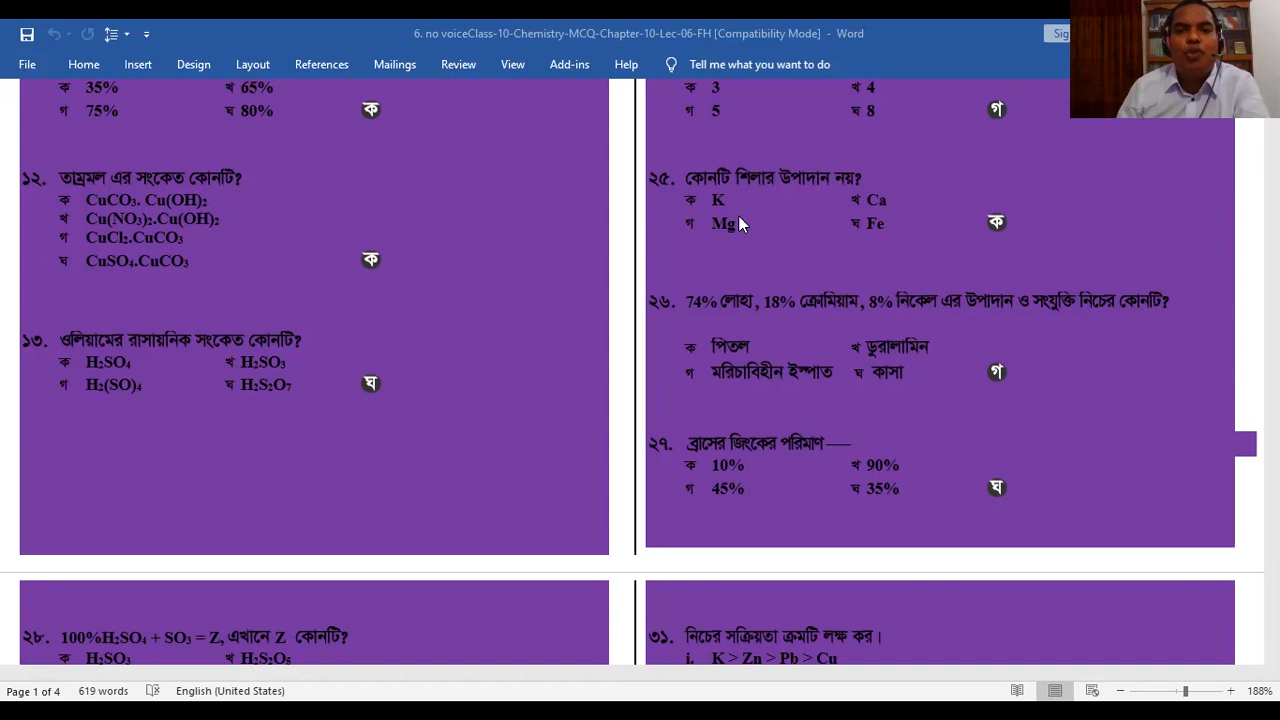 6. no voiceClass-10-Chemistry-MCQ-Chapter-10-Lec-06-FH [Compatibility Mode] - Word
File Home Insert Design Layout References Mailings Review View Add-ins Help Tell me what you want to do
ক 35% খ 65%
গ 75% ঘ 80% ক
১২. তাম্রমল এর সংকেত কোনটি?
ক CuCO₃. Cu(OH)₂
খ Cu(NO₃)₂.Cu(OH)₂
গ CuCl₂.CuCO₃
ঘ CuSO₄.CuCO₃ ক
১৩. ওলিয়ামের রাসায়নিক সংকেত কোনটি?
ক H₂SO₄ খ H₂SO₃
গ H₂(SO)₄ ঘ H₂S₂O₇ ঘ
ক 3 খ 4
গ 5 ঘ 8 গ
২৫. কোনটি শিলার উপাদান নয়?
ক K খ Ca
গ Mg ঘ Fe ক
২৬. 74% লোহা, 18% ক্রোমিয়াম, 8% নিকেল এর উপাদান ও সংযুক্তি নিচের কোনটি?
ক পিতল খ ডুরালামিন
গ মরিচাবিহীন ইস্পাত ঘ কাসা গ
২৭. ব্রাসের জিংকের পরিমাণ —
ক 10% খ 90%
গ 45% ঘ 35% ঘ
২৮. 100%H₂SO₄ + SO₃ = Z, এখানে Z কোনটি?
ক H₂SO₃ খ H₂S₂O₅
৩১. নিচের সক্রিয়তা ক্রমটি লক্ষ কর।
i. K > Zn > Pb > Cu
Page 1 of 4 619 words English (United States) 188%